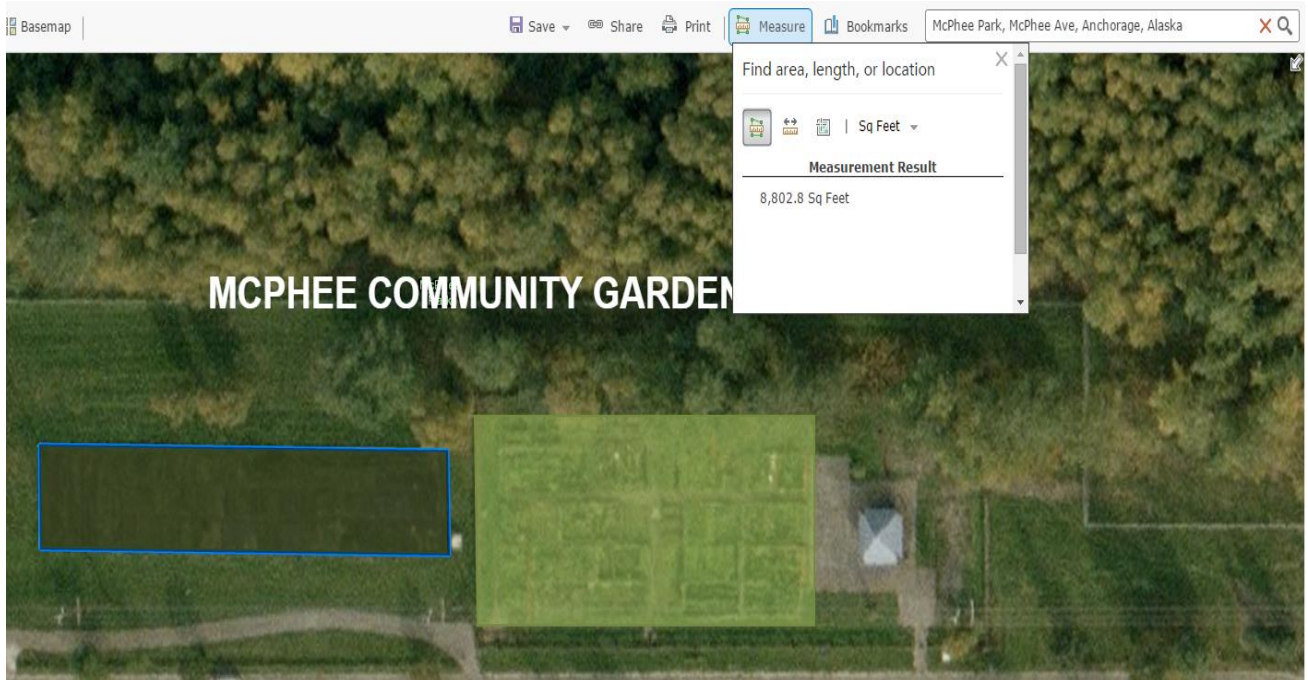 Basemap
Save
Share
Print
Measure
Bookmarks
McPhee Park, McPhee Ave, Anchorage, Alaska
Find area, length, or location
Sq Feet
Measurement Result
8,802.8 Sq Feet
MCPHEE COMMUNITY GARDEN